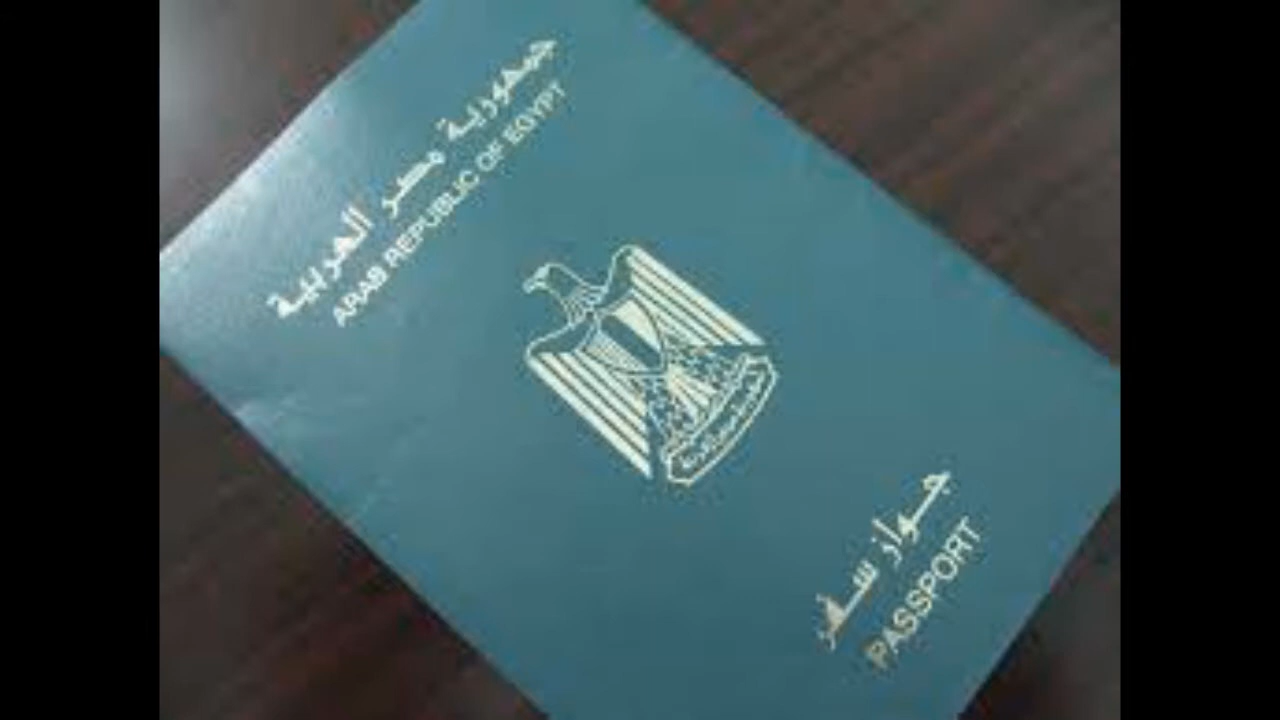 جمهورية مصر العربية
ARAB REPUBLIC OF EGYPT
جواز سفر
PASSPORT